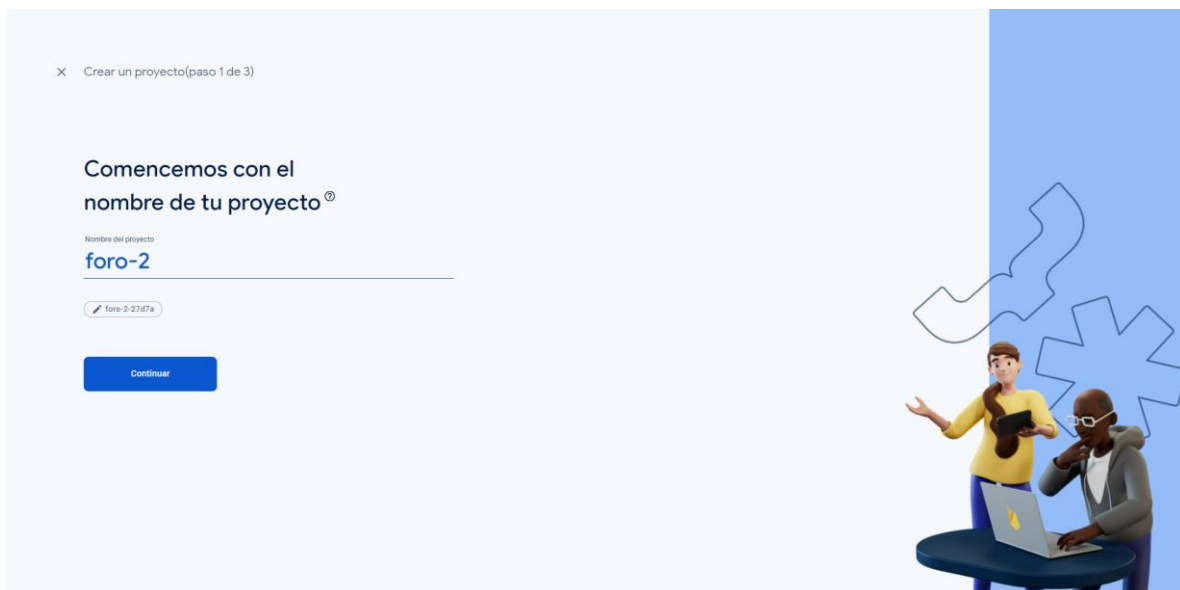 Crear un proyecto(paso 1 de 3)
Comencemos con el
nombre de tu proyecto
Nombre del proyecto
foro-2
foro-2-27d7a
Continuar